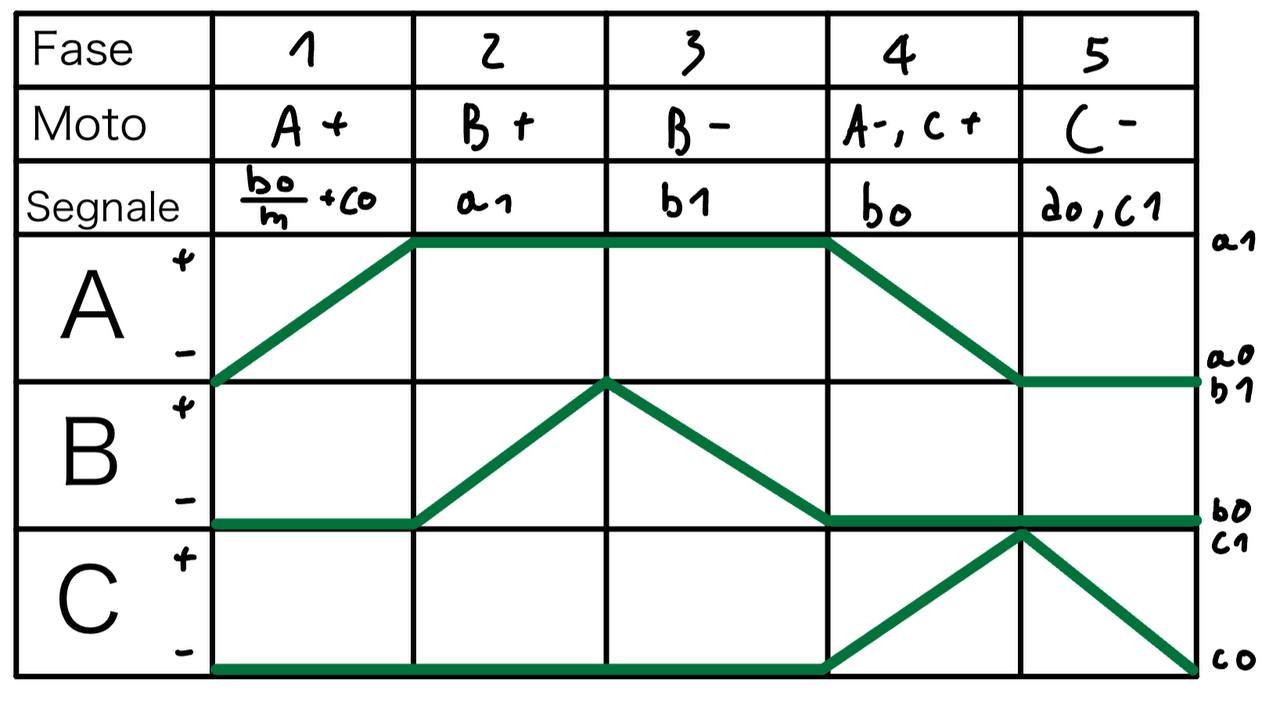 Fase 1 2 3 4 5
Moto A + B + B - A-, C + C -
Segnale b0/m + c0 a1 b1 b0 a0, c1
A + - a1 a0
B + - b1 b0
C + - c1 c0